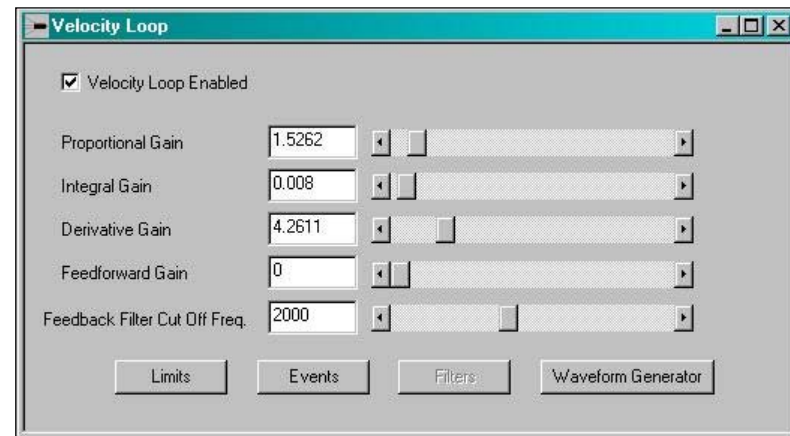 Velocity Loop
Velocity Loop Enabled
Proportional Gain 1.5262
Integral Gain 0.008
Derivative Gain 4.2611
Feedforward Gain 0
Feedback Filter Cut Off Freq. 2000
Limits Events Filters Waveform Generator